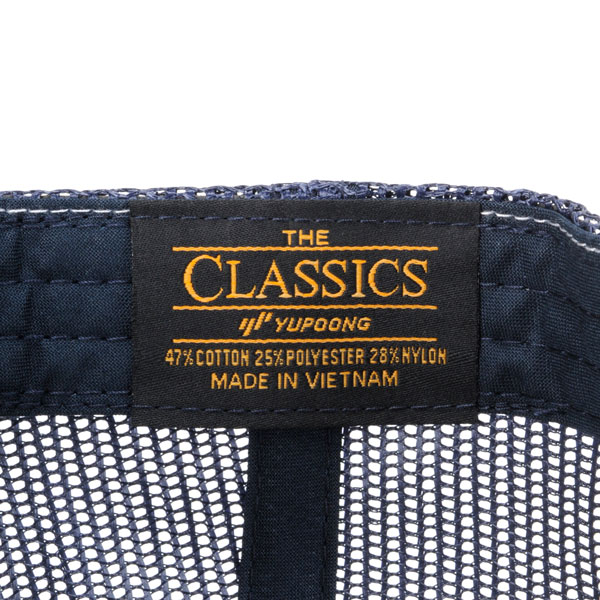 THE
CLASSICS
YUPOONG
47% COTTON 25% POLYESTER 28% NYLON
MADE IN VIETNAM